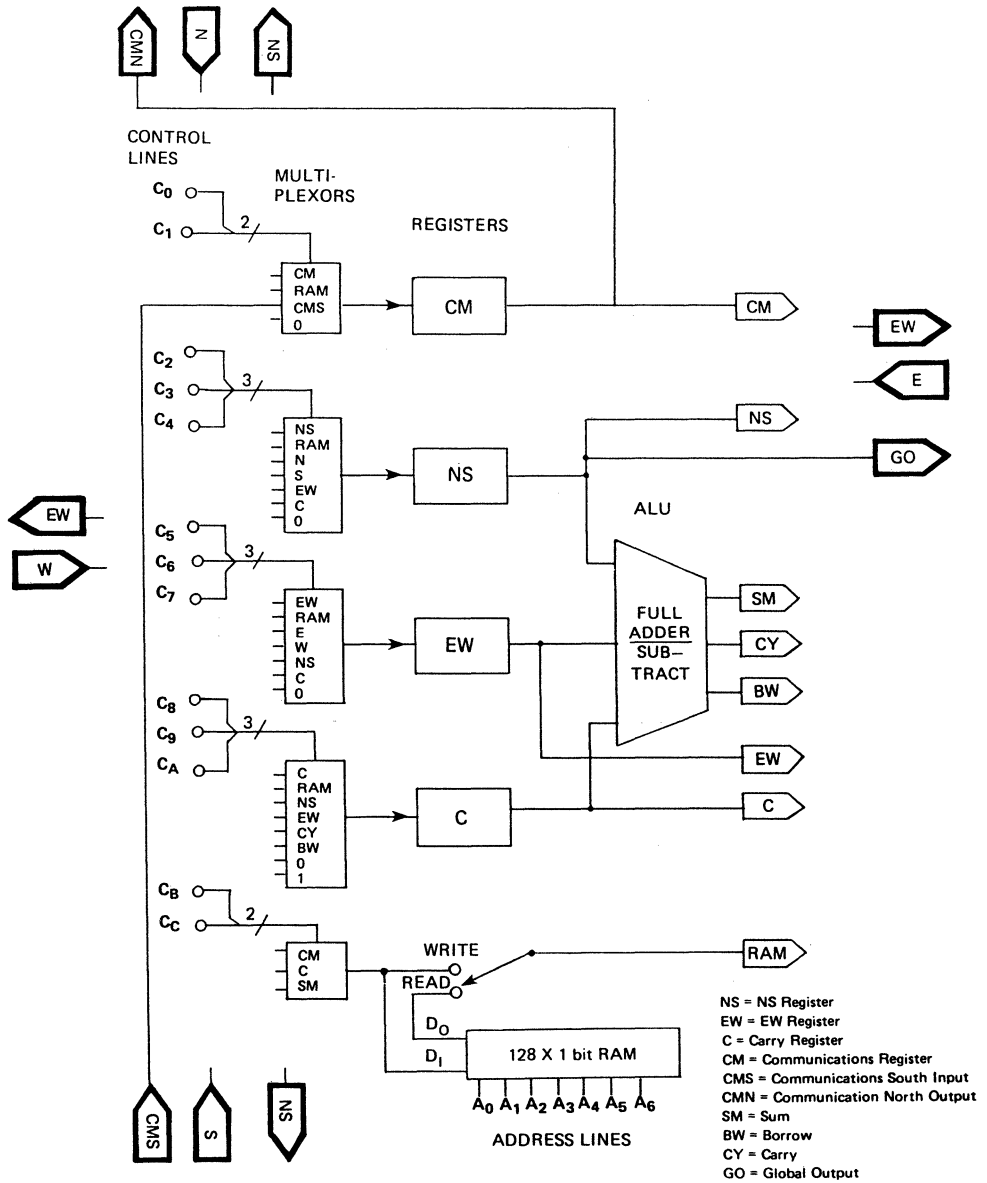 CMN
N
NS
CONTROL
LINES
MULTI-
PLEXORS
REGISTERS
C0
C1
2
CM
RAM
CMS
0
CM
CM
EW
E
C2
C3
C4
3
NS
RAM
N
S
EW
C
0
NS
NS
GO
ALU
EW
W
C5
C6
C7
3
EW
RAM
E
W
NS
C
0
EW
FULL
ADDER
SUB-
TRACT
SM
CY
BW
EW
C8
C9
CA
3
C
RAM
NS
EW
CY
BW
0
1
C
C
CB
CC
2
CM
C
SM
WRITE
READ
RAM
DO
DI
128 X 1 bit RAM
A0 A1 A2 A3 A4 A5 A6
ADDRESS LINES
CMS
S
NS
NS = NS Register
EW = EW Register
C = Carry Register
CM = Communications Register
CMS = Communications South Input
CMN = Communication North Output
SM = Sum
BW = Borrow
CY = Carry
GO = Global Output